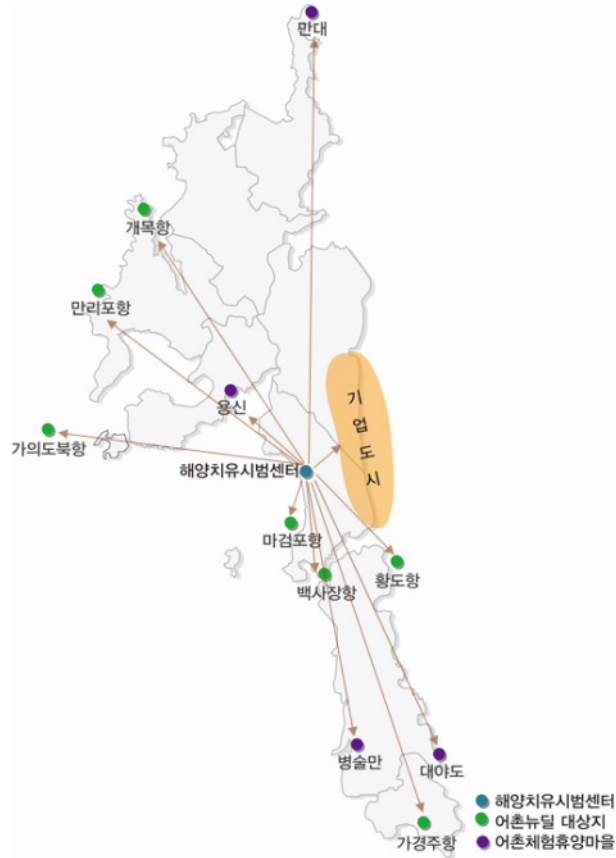 만대
개목항
만리포항
용신
기업도시
가의도북항
해양치유시범센터
마검포항
황도항
백사장항
병술만
대야도
가경주항
해양치유시범센터
어촌뉴딜 대상지
어촌체험휴양마을